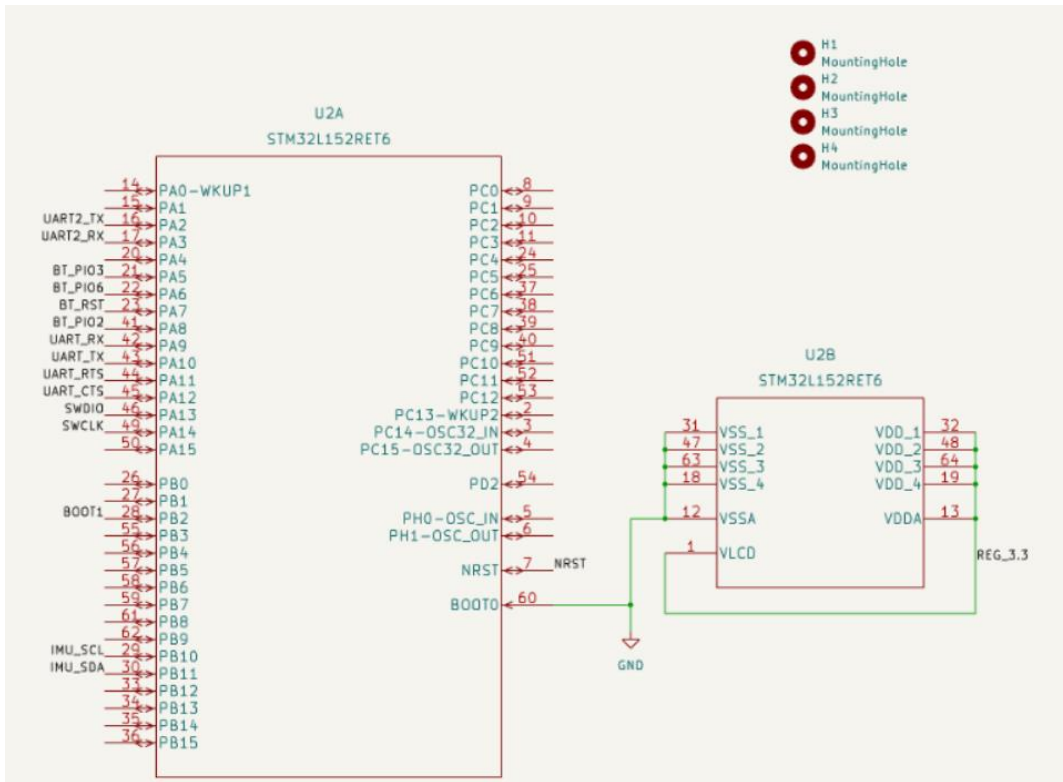 H1
MountingHole
H2
MountingHole
H3
MountingHole
H4
MountingHole
U2A
STM32L152RET6
14 PA0-WKUP1 PC0 8
15 PA1 PC1 9
UART2_TX 16 PA2 PC2 10
UART2_RX 17 PA3 PC3 11
20 PA4 PC4 24
BT_PIO3 21 PA5 PC5 25
BT_PIO6 22 PA6 PC6 37
BT_RST 23 PA7 PC7 38
BT_PIO2 41 PA8 PC8 39
UART_RX 42 PA9 PC9 40
UART_TX 43 PA10 PC10 51
UART_RTS 44 PA11 PC11 52
UART_CTS 45 PA12 PC12 53
SWDIO 46 PA13 PC13-WKUP2 2
SWCLK 49 PA14 PC14-OSC32_IN 3
50 PA15 PC15-OSC32_OUT 4
26 PB0 PD2 54
27 PB1
BOOT1 28 PB2 PH0-OSC_IN 5
55 PB3 PH1-OSC_OUT 6
56 PB4
57 PB5 NRST 7 NRST
58 PB6
59 PB7 BOOT0 60
61 PB8
62 PB9
IMU_SCL 29 PB10
IMU_SDA 30 PB11
33 PB12
34 PB13
35 PB14
36 PB15
U2B
STM32L152RET6
31 VSS_1 VDD_1 32
47 VSS_2 VDD_2 48
63 VSS_3 VDD_3 64
18 VSS_4 VDD_4 19
12 VSSA VDDA 13
1 VLCD REG_3.3
GND